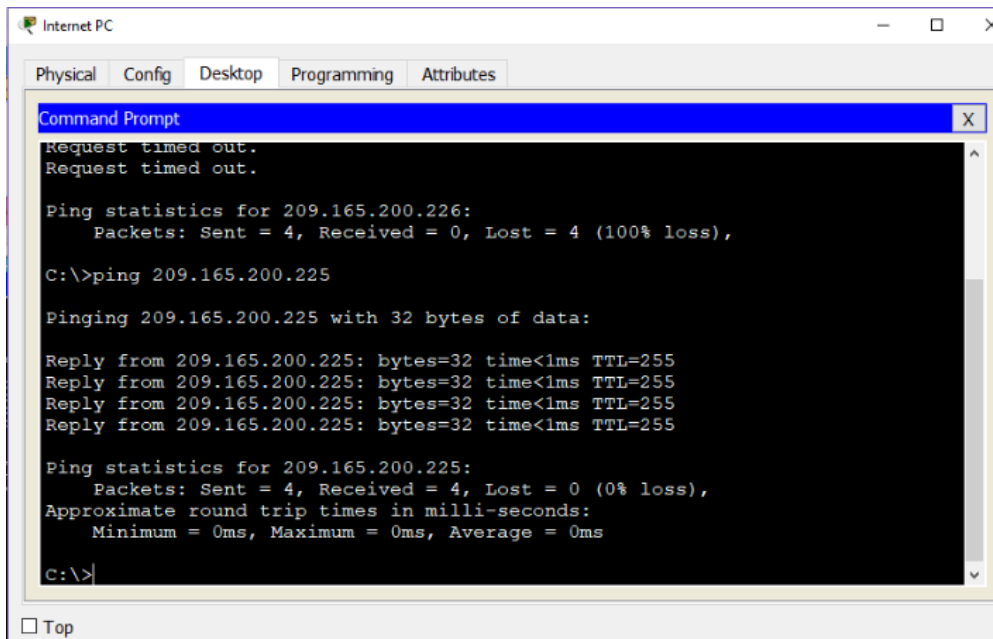 Internet PC
Physical Config Desktop Programming Attributes
Command Prompt X
Request timed out.
Request timed out.
Ping statistics for 209.165.200.226:
Packets: Sent = 4, Received = 0, Lost = 4 (100% loss),
C:\>ping 209.165.200.225
Pinging 209.165.200.225 with 32 bytes of data:
Reply from 209.165.200.225: bytes=32 time<1ms TTL=255
Reply from 209.165.200.225: bytes=32 time<1ms TTL=255
Reply from 209.165.200.225: bytes=32 time<1ms TTL=255
Reply from 209.165.200.225: bytes=32 time<1ms TTL=255
Ping statistics for 209.165.200.225:
Packets: Sent = 4, Received = 4, Lost = 0 (0% loss),
Approximate round trip times in milli-seconds:
Minimum = 0ms, Maximum = 0ms, Average = 0ms
C:\>
Top